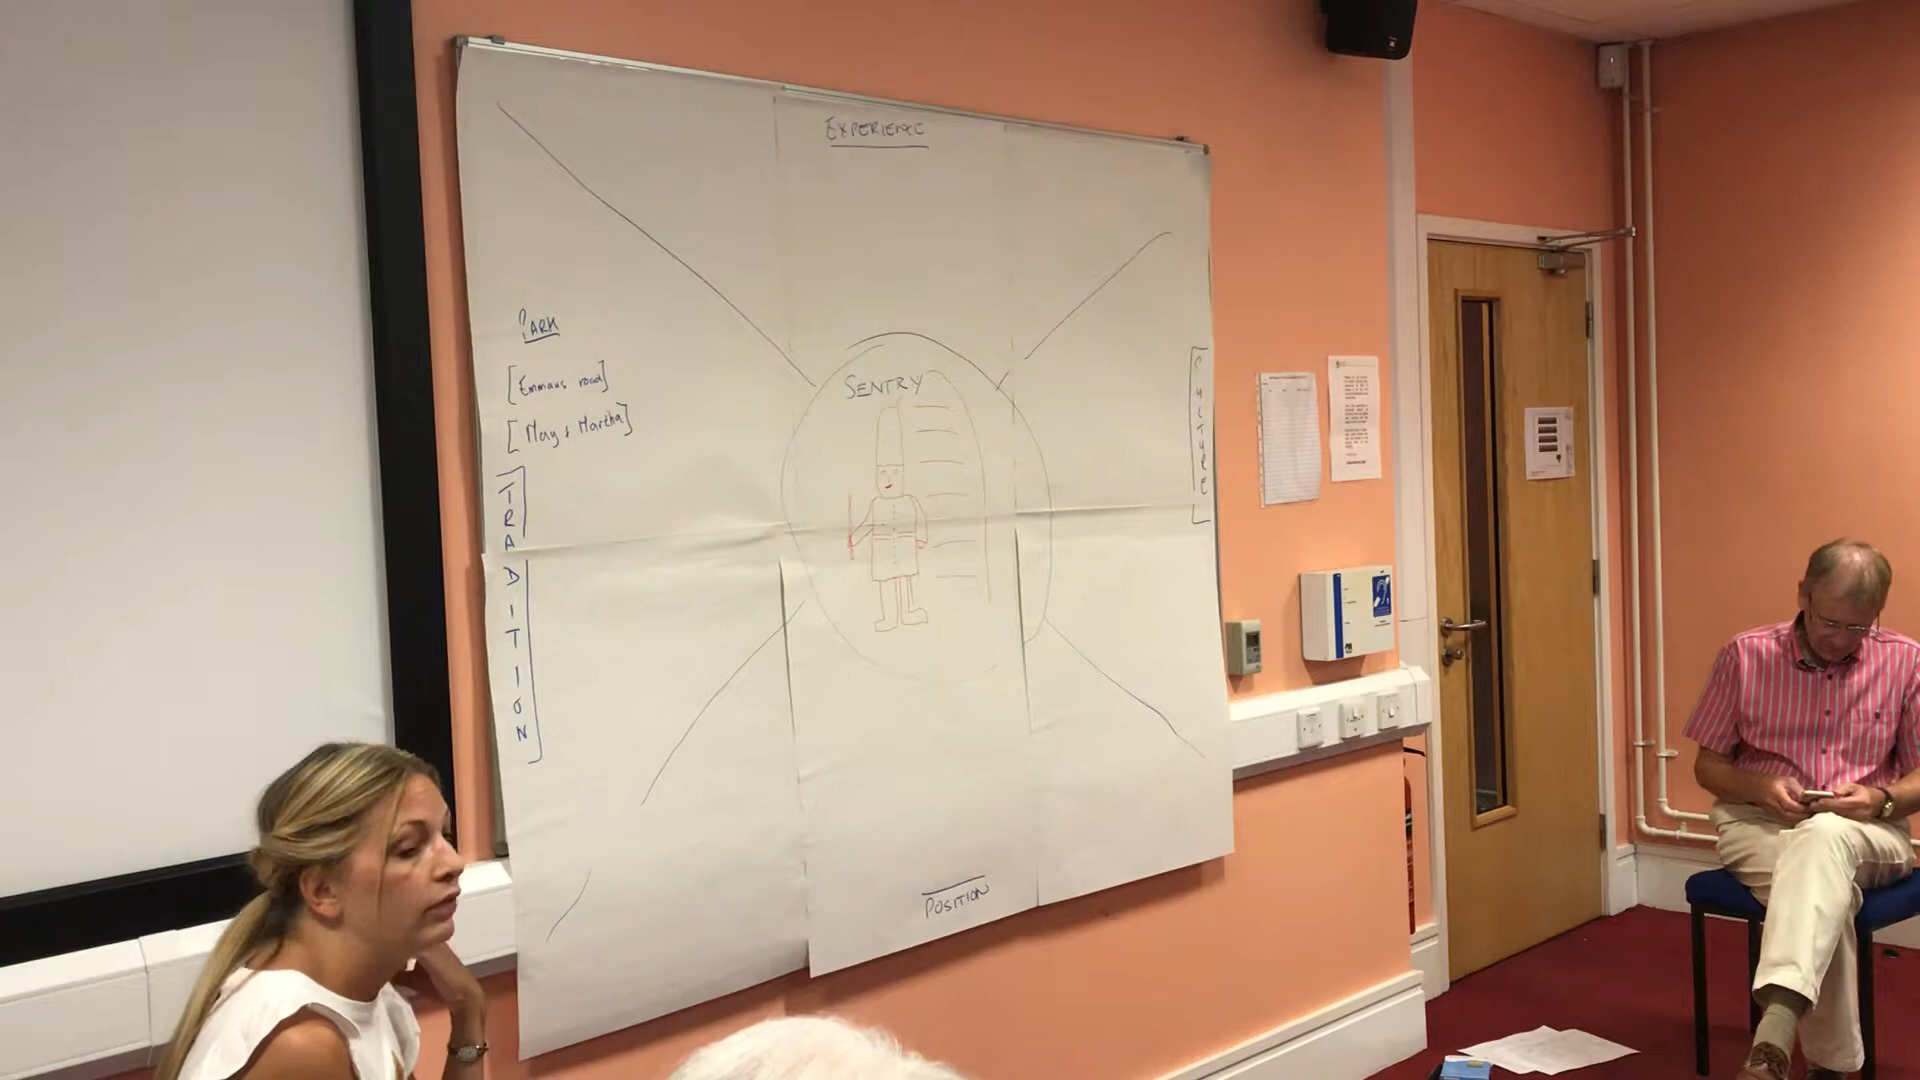 EXPERIENCE
PARK
[Emmaus road]
[Mary & Martha]
SENTRY
CULTURE
TRADITION
POSITION